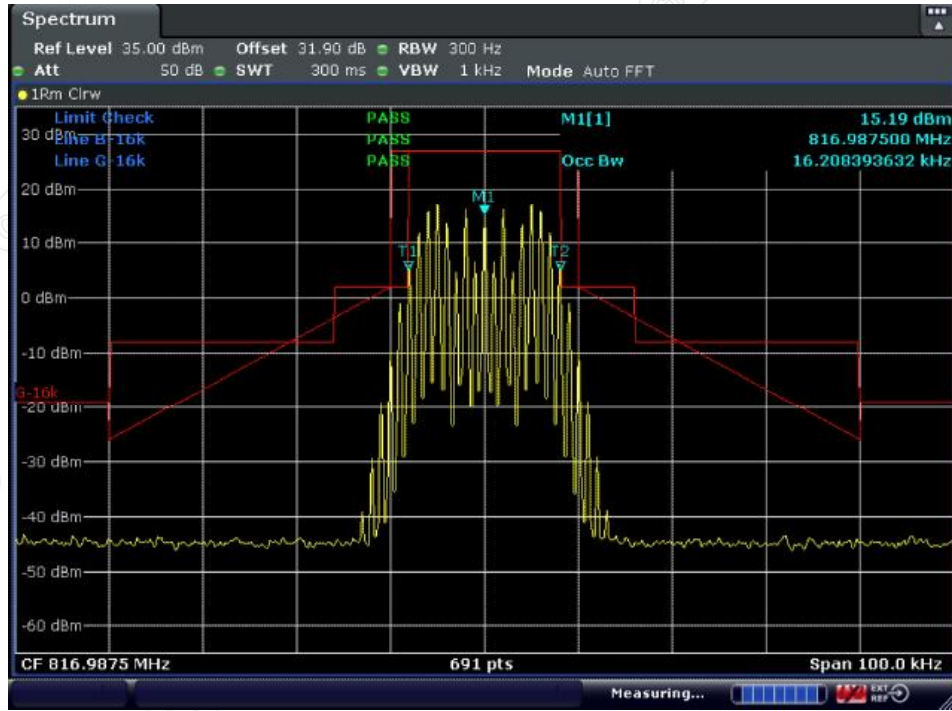 Spectrum
Ref Level 35.00 dBm Offset 31.90 dB RBW 300 Hz
Att 50 dB SWT 300 ms VBW 1 kHz Mode Auto FFT
1Rm Clrw
Limit Check PASS M1[1] 15.19 dBm
30 dBm Line B-16k PASS 816.987500 MHz
Line G-16k PASS Occ Bw 16.208393632 kHz
20 dBm
M1
10 dBm
T1 T2
0 dBm
-10 dBm
G-16k
-20 dBm
-30 dBm
-40 dBm
-50 dBm
-60 dBm
CF 816.9875 MHz 691 pts Span 100.0 kHz
Measuring... EXT REF